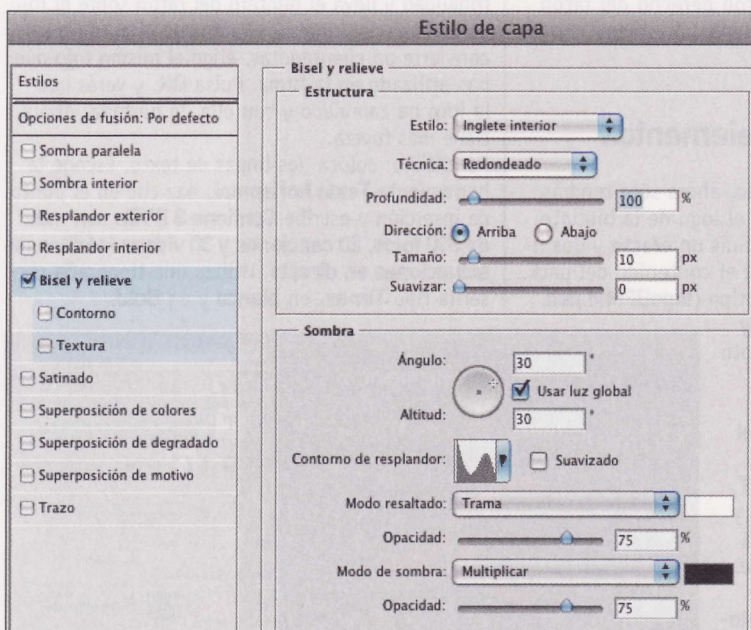 Estilo de capa
Estilos
Opciones de fusión: Por defecto
Sombra paralela
Sombra interior
Resplandor exterior
Resplandor interior
Bisel y relieve
Contorno
Textura
Satinado
Superposición de colores
Superposición de degradado
Superposición de motivo
Trazo
Bisel y relieve
Estructura
Estilo: Inglete interior
Técnica: Redondeado
Profundidad: 100 %
Dirección: Arriba Abajo
Tamaño: 10 px
Suavizar: 0 px
Sombra
Ángulo: 30 °
Usar luz global
Altitud: 30 °
Contorno de resplandor: Suavizado
Modo resaltado: Trama
Opacidad: 75 %
Modo de sombra: Multiplicar
Opacidad: 75 %